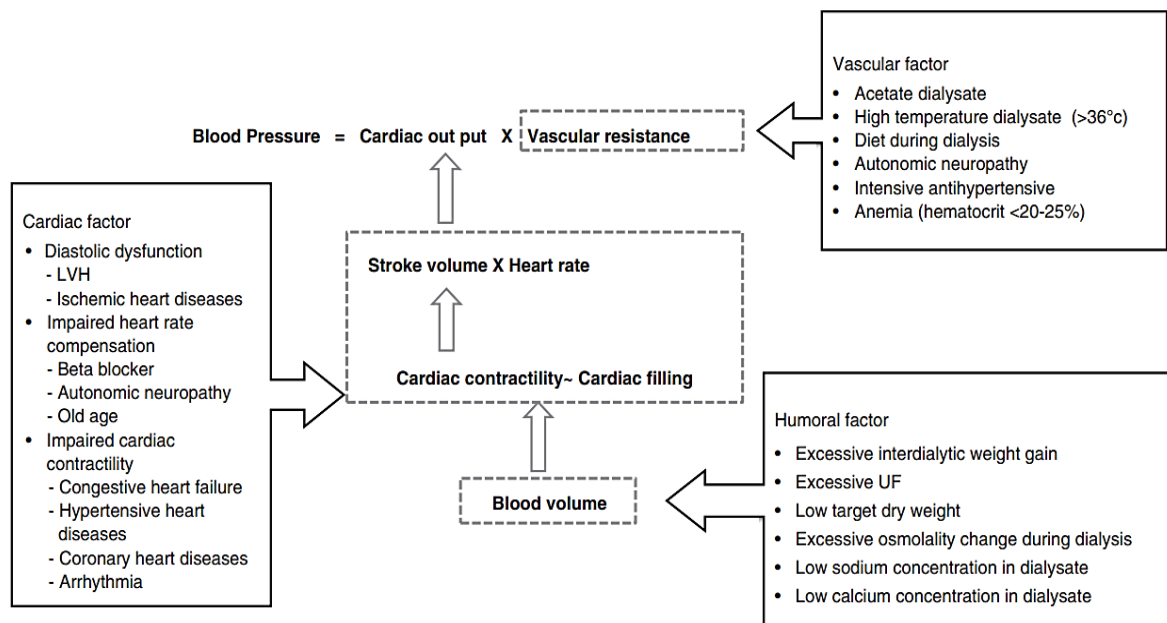 Vascular factor
• Acetate dialysate
• High temperature dialysate (>36°c)
• Diet during dialysis
• Autonomic neuropathy
• Intensive antihypertensive
• Anemia (hematocrit <20-25%)
Blood Pressure = Cardiac out put X Vascular resistance
Cardiac factor
• Diastolic dysfunction
- LVH
- Ischemic heart diseases
• Impaired heart rate
compensation
- Beta blocker
- Autonomic neuropathy
- Old age
• Impaired cardiac
contractility
- Congestive heart failure
- Hypertensive heart
diseases
- Coronary heart diseases
- Arrhythmia
Stroke volume X Heart rate
Cardiac contractility~ Cardiac filling
Blood volume
Humoral factor
• Excessive interdialytic weight gain
• Excessive UF
• Low target dry weight
• Excessive osmolality change during dialysis
• Low sodium concentration in dialysate
• Low calcium concentration in dialysate